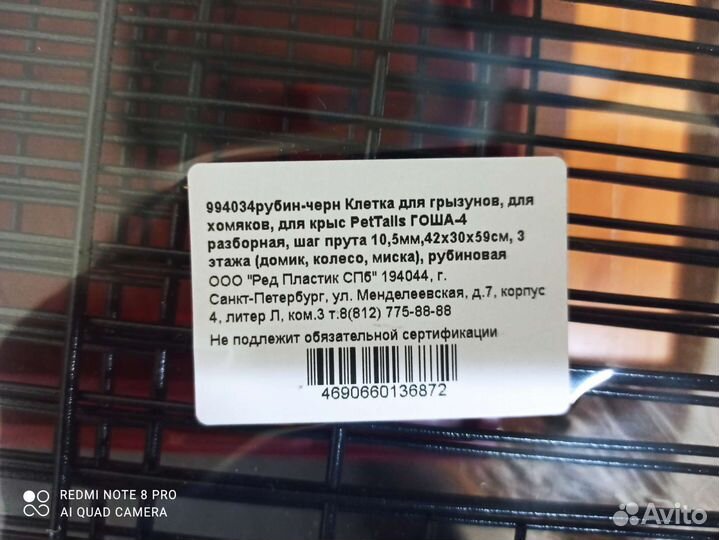 994034рубин-черн Клетка для грызунов, для
хомяков, для крыс PetTails ГОША-4
разборная, шаг прута 10,5мм,42х30х59см, 3
этажа (домик, колесо, миска), рубиновая
ООО "Ред Пластик СПб" 194044, г.
Санкт-Петербург, ул. Менделеевская, д.7, корпус
4, литер Л, ком.3 т.8(812) 775-88-88
Не подлежит обязательной сертификации
4690660136872
REDMI NOTE 8 PRO
AI QUAD CAMERA
Avito